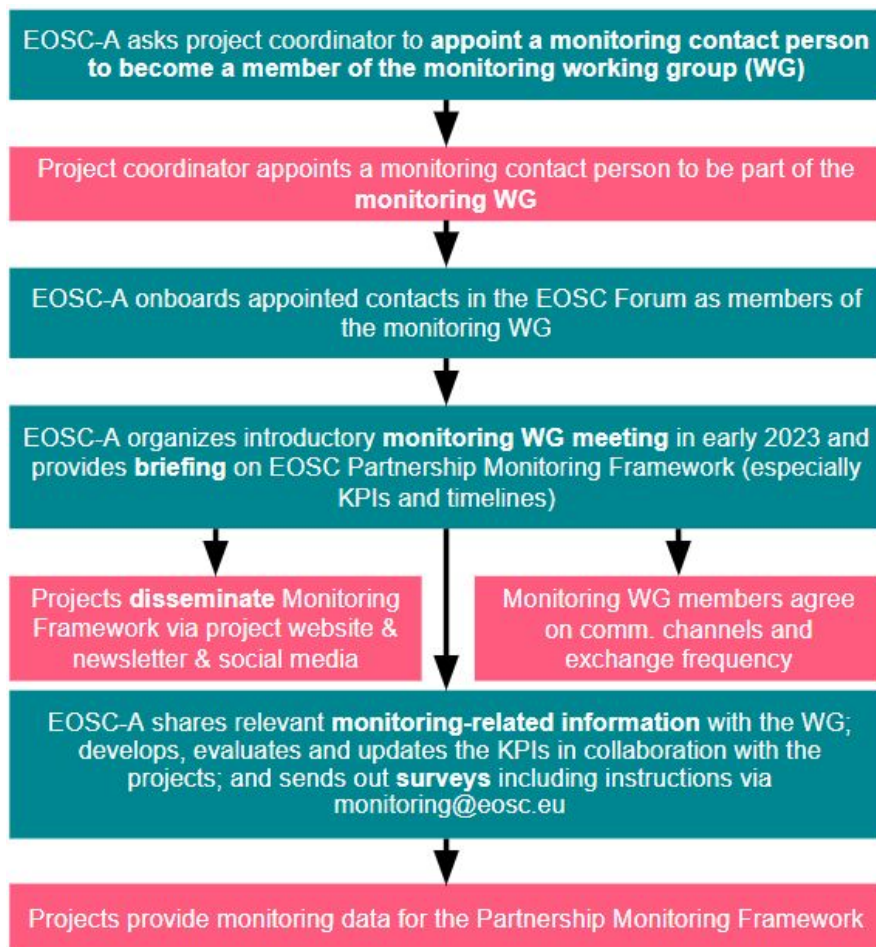 EOSC-A asks project coordinator to appoint a monitoring contact person
to become a member of the monitoring working group (WG)
Project coordinator appoints a monitoring contact person to be part of the
monitoring WG
EOSC-A onboards appointed contacts in the EOSC Forum as members of
the monitoring WG
EOSC-A organizes introductory monitoring WG meeting in early 2023 and
provides briefing on EOSC Partnership Monitoring Framework (especially
KPIs and timelines)
Projects disseminate Monitoring
Framework via project website &
newsletter & social media
Monitoring WG members agree
on comm. channels and
exchange frequency
EOSC-A shares relevant monitoring-related information with the WG;
develops, evaluates and updates the KPIs in collaboration with the
projects; and sends out surveys including instructions via
monitoring@eosc.eu
Projects provide monitoring data for the Partnership Monitoring Framework